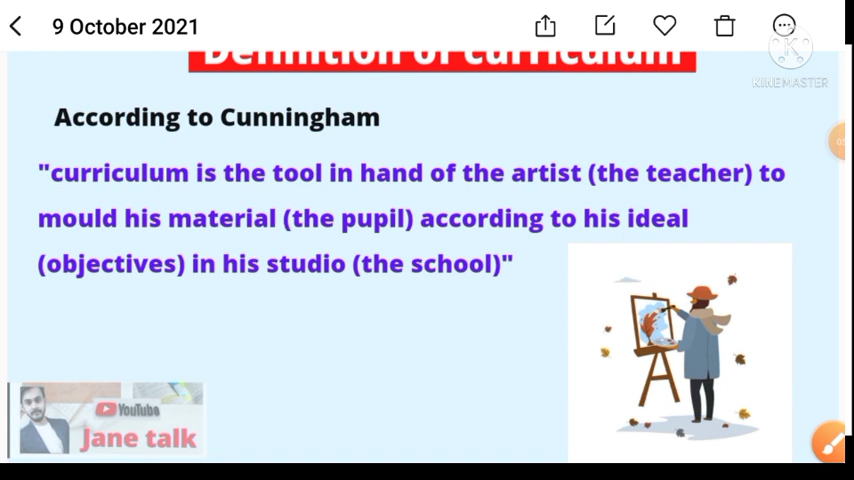 9 October 2021
Definition of curriculum
K
KINEMASTER
According to Cunningham
"curriculum is the tool in hand of the artist (the teacher) to
mould his material (the pupil) according to his ideal
(objectives) in his studio (the school)"
YouTube
Jane talk